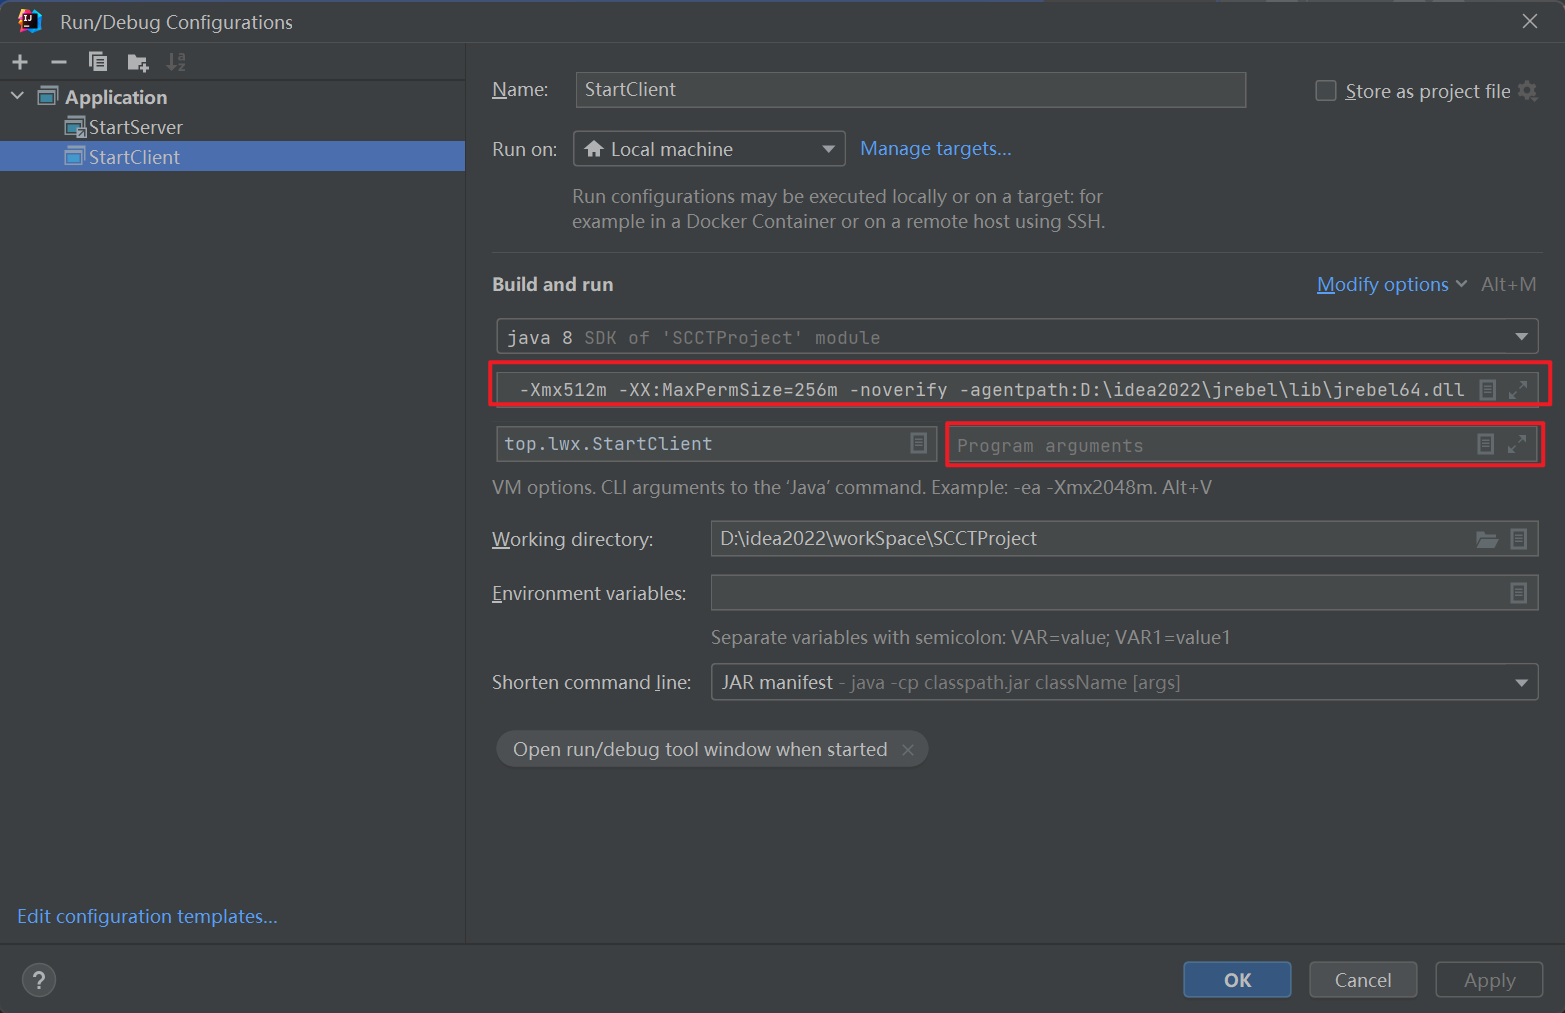 Run/Debug Configurations
Application
StartServer
StartClient
Edit configuration templates...
Name: StartClient
Store as project file
Run on: Local machine Manage targets...
Run configurations may be executed locally or on a target: for
example in a Docker Container or on a remote host using SSH.
Build and run Modify options Alt+M
java 8 SDK of 'SCCTProject' module
-Xmx512m -XX:MaxPermSize=256m -noverify -agentpath:D:\idea2022\jrebel\lib\jrebel64.dll
top.lwx.StartClient Program arguments
VM options. CLI arguments to the ‘Java’ command. Example: -ea -Xmx2048m. Alt+V
Working directory: D:\idea2022\workSpace\SCCTProject
Environment variables:
Separate variables with semicolon: VAR=value; VAR1=value1
Shorten command line: JAR manifest - java -cp classpath.jar className [args]
Open run/debug tool window when started
? OK Cancel Apply